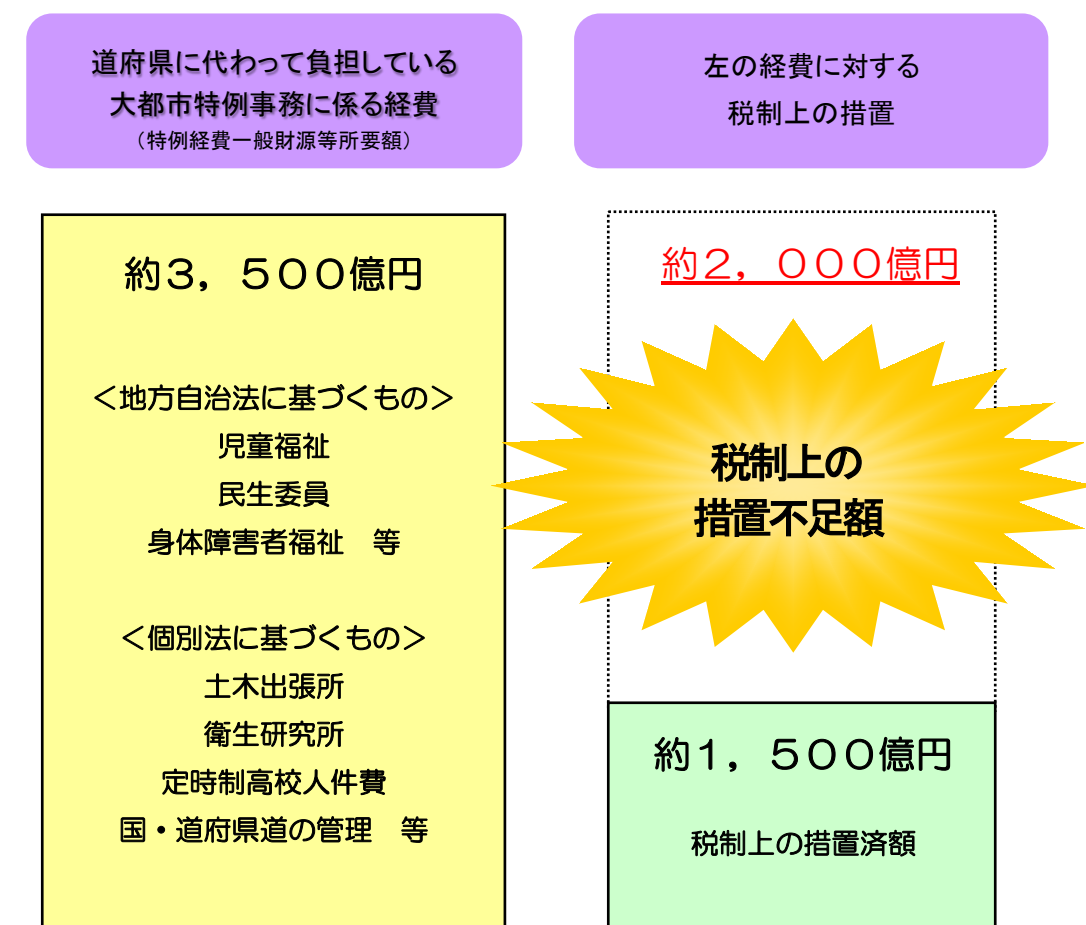 道府県に代わって負担している
大都市特例事務に係る経費
（特例経費一般財源等所要額）
左の経費に対する
税制上の措置
約３，５００億円
＜地方自治法に基づくもの＞
児童福祉
民生委員
身体障害者福祉　等
＜個別法に基づくもの＞
土木出張所
衛生研究所
定時制高校人件費
国・道府県道の管理　等
約２，０００億円
税制上の
措置不足額
約１，５００億円
税制上の措置済額